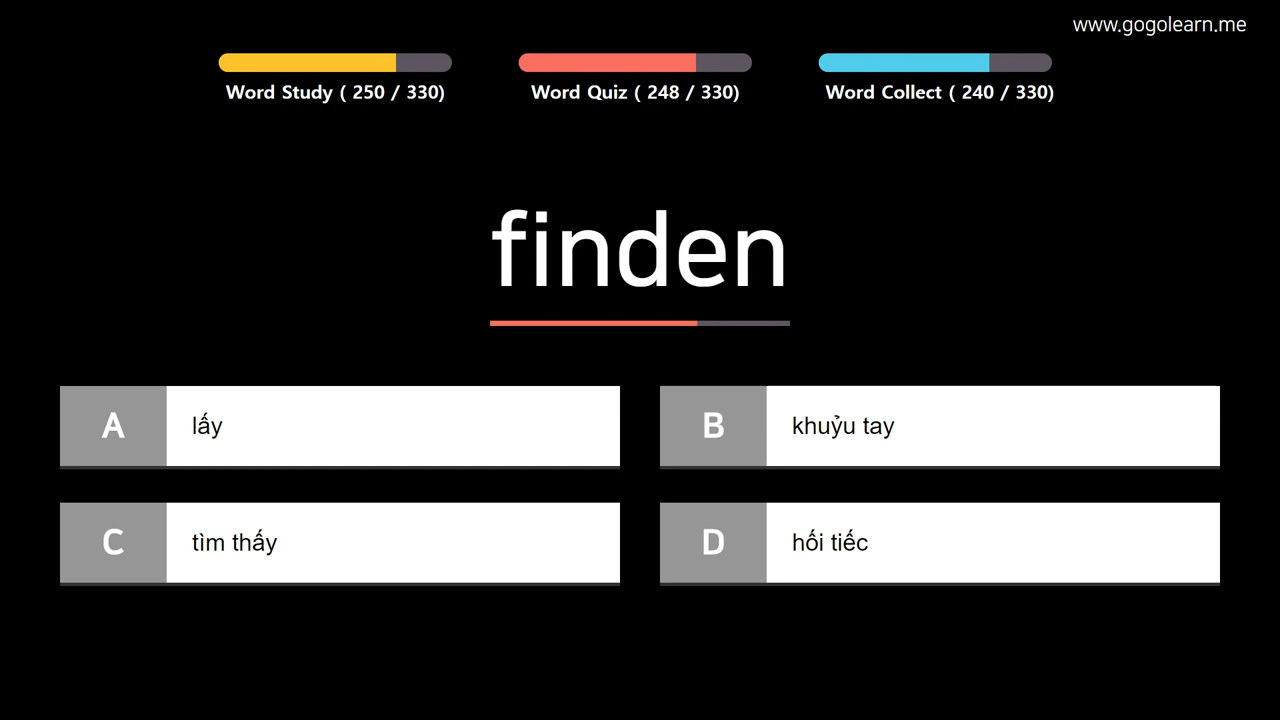 www.gogolearn.me
Word Study ( 250 / 330)
Word Quiz ( 248 / 330)
Word Collect ( 240 / 330)
finden
A
lấy
B
khuỷu tay
C
tìm thấy
D
hối tiếc